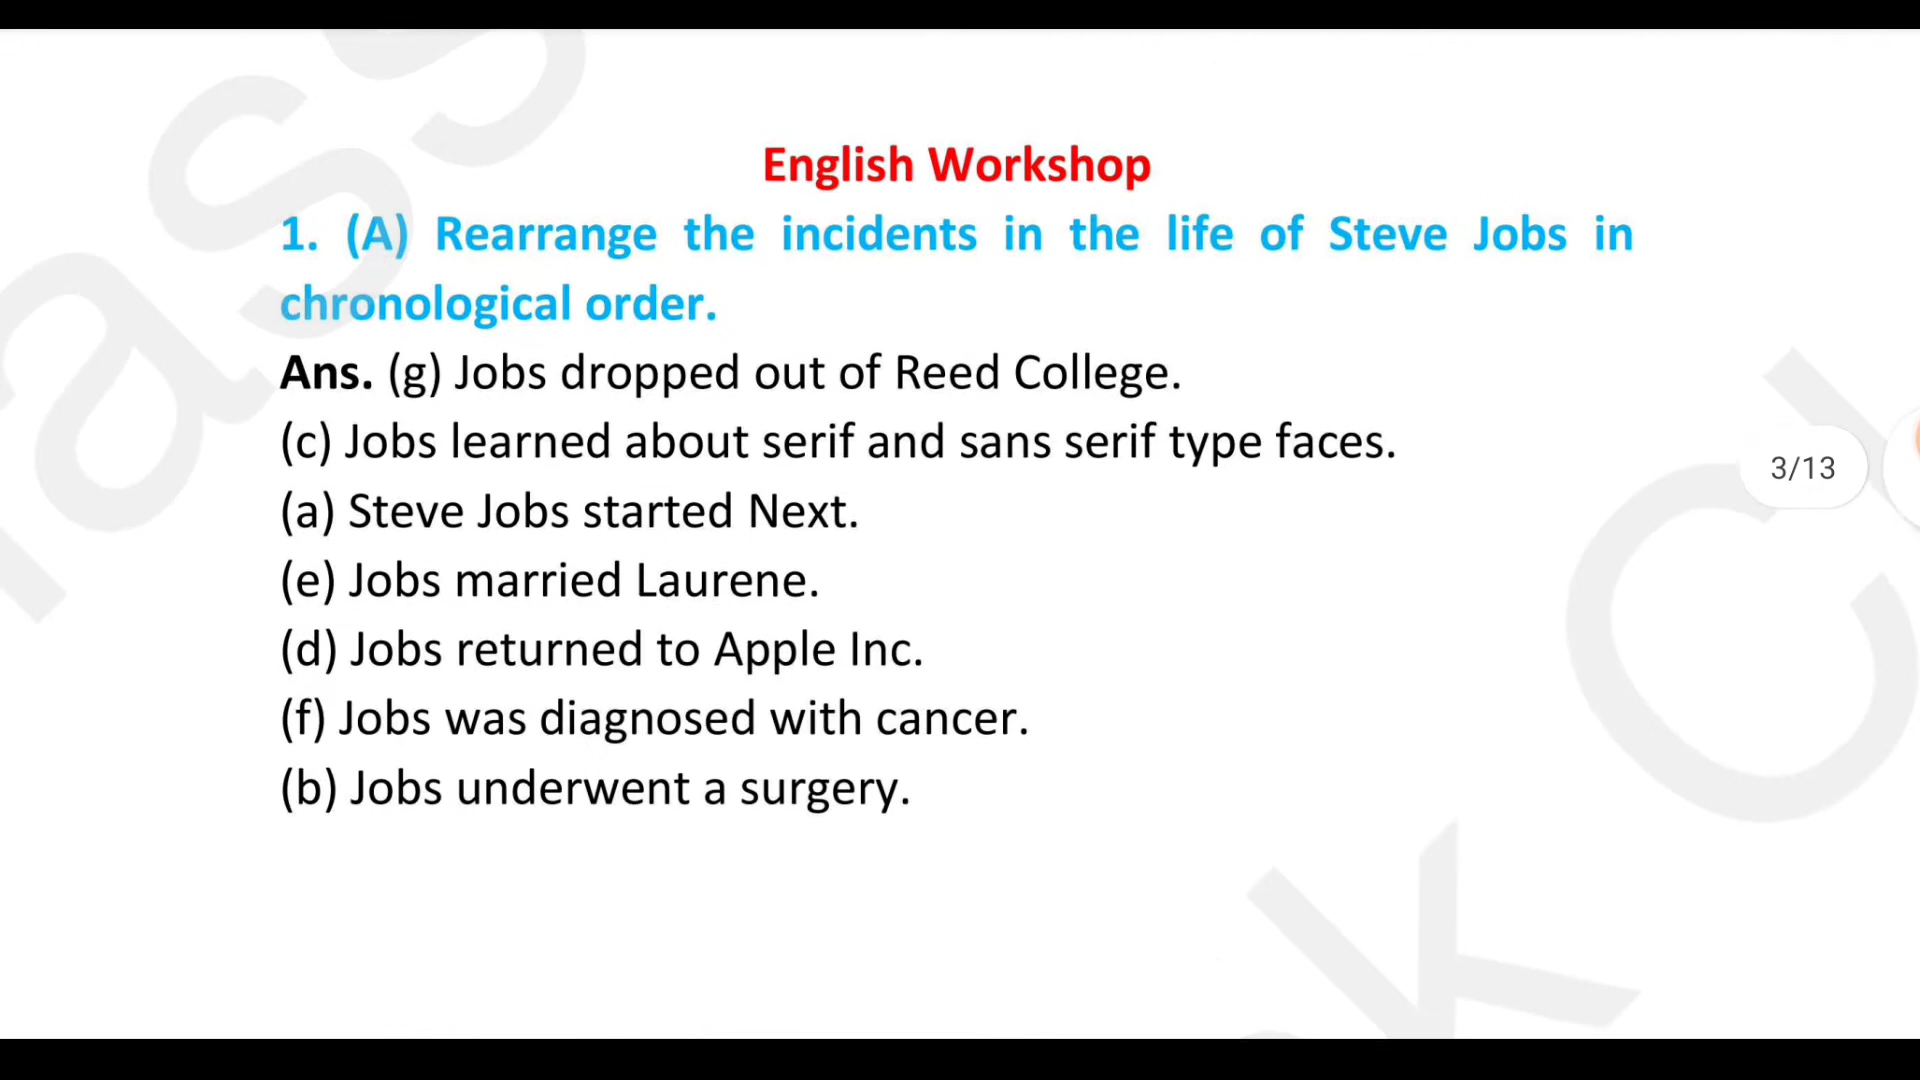 English Workshop
1. (A) Rearrange the incidents in the life of Steve Jobs in
chronological order.
Ans. (g) Jobs dropped out of Reed College.
(c) Jobs learned about serif and sans serif type faces.
(a) Steve Jobs started Next.
(e) Jobs married Laurene.
3/13
(d) Jobs returned to Apple Inc.
(f) Jobs was diagnosed with cancer.
(b) Jobs underwent a surgery.